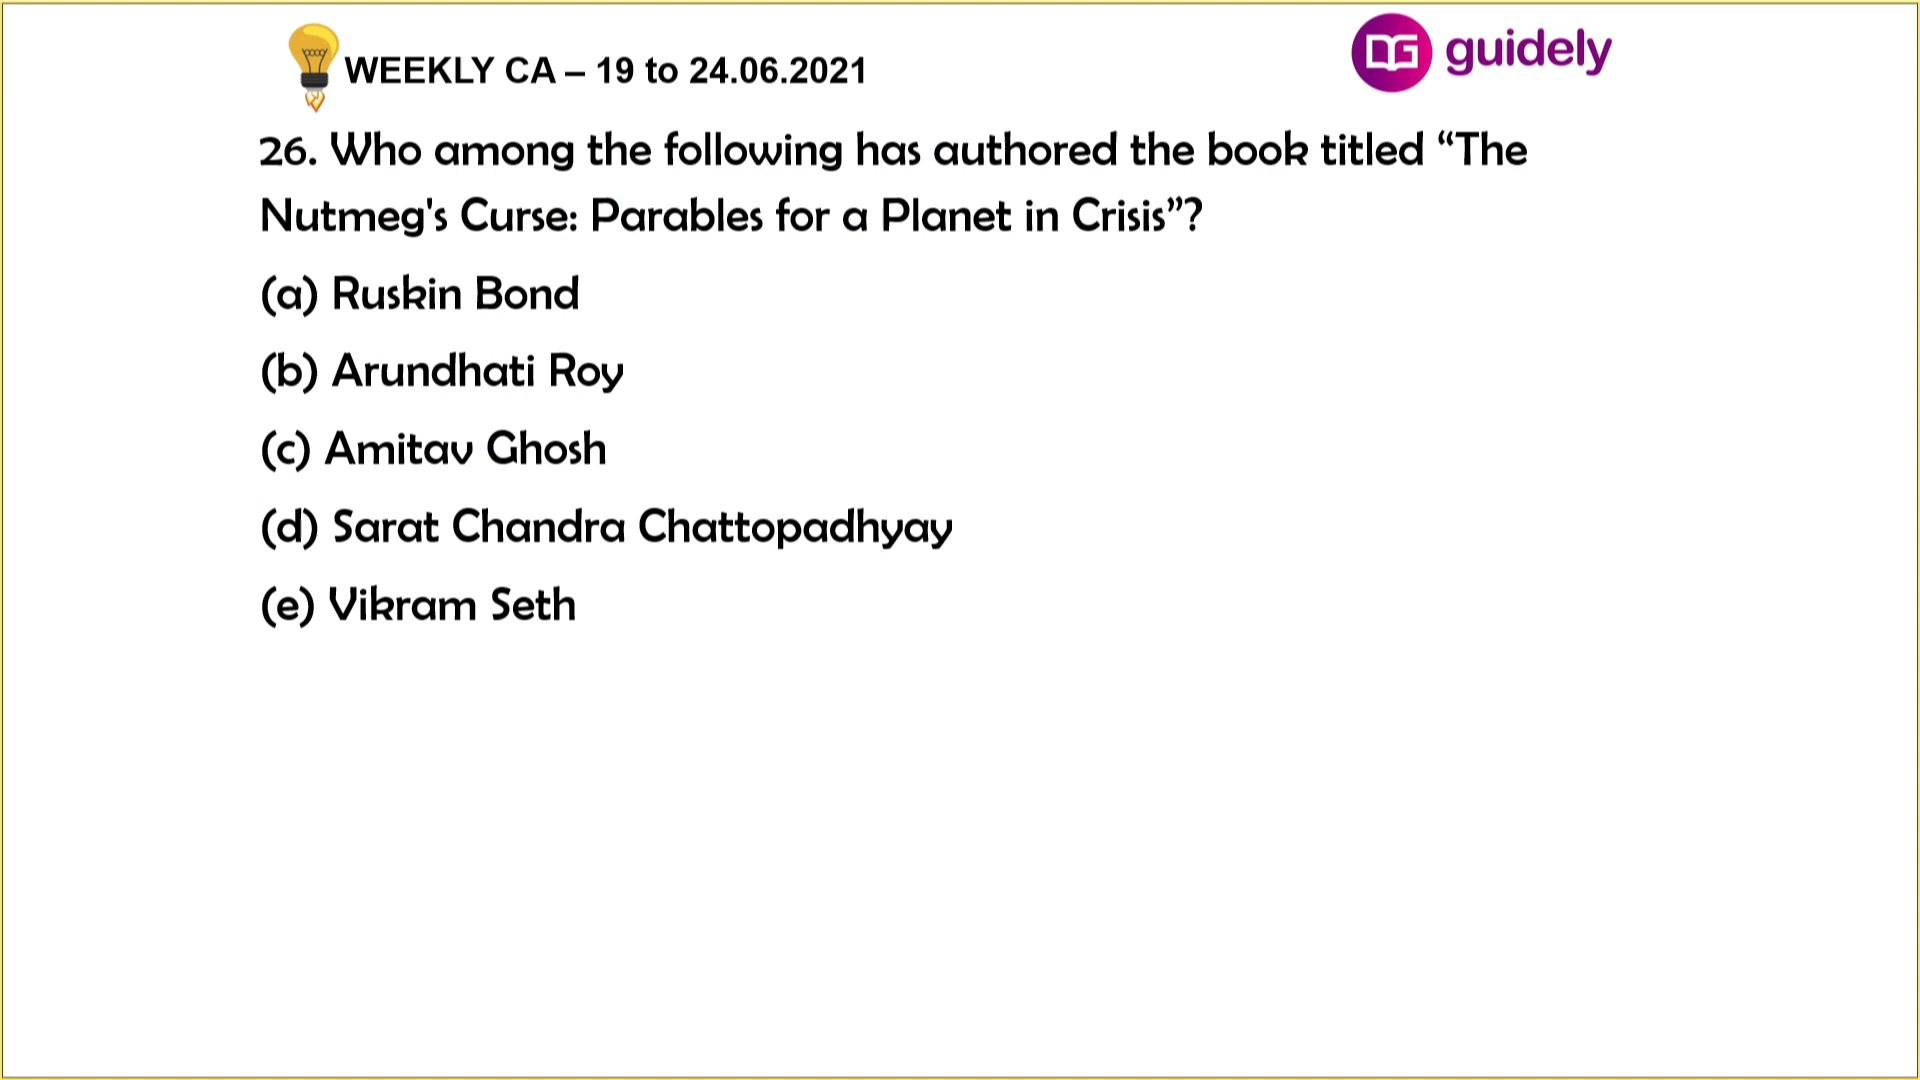 WEEKLY CA – 19 to 24.06.2021
guidely
26. Who among the following has authored the book titled “The
Nutmeg's Curse: Parables for a Planet in Crisis”?
(a) Ruskin Bond
(b) Arundhati Roy
(c) Amitav Ghosh
(d) Sarat Chandra Chattopadhyay
(e) Vikram Seth